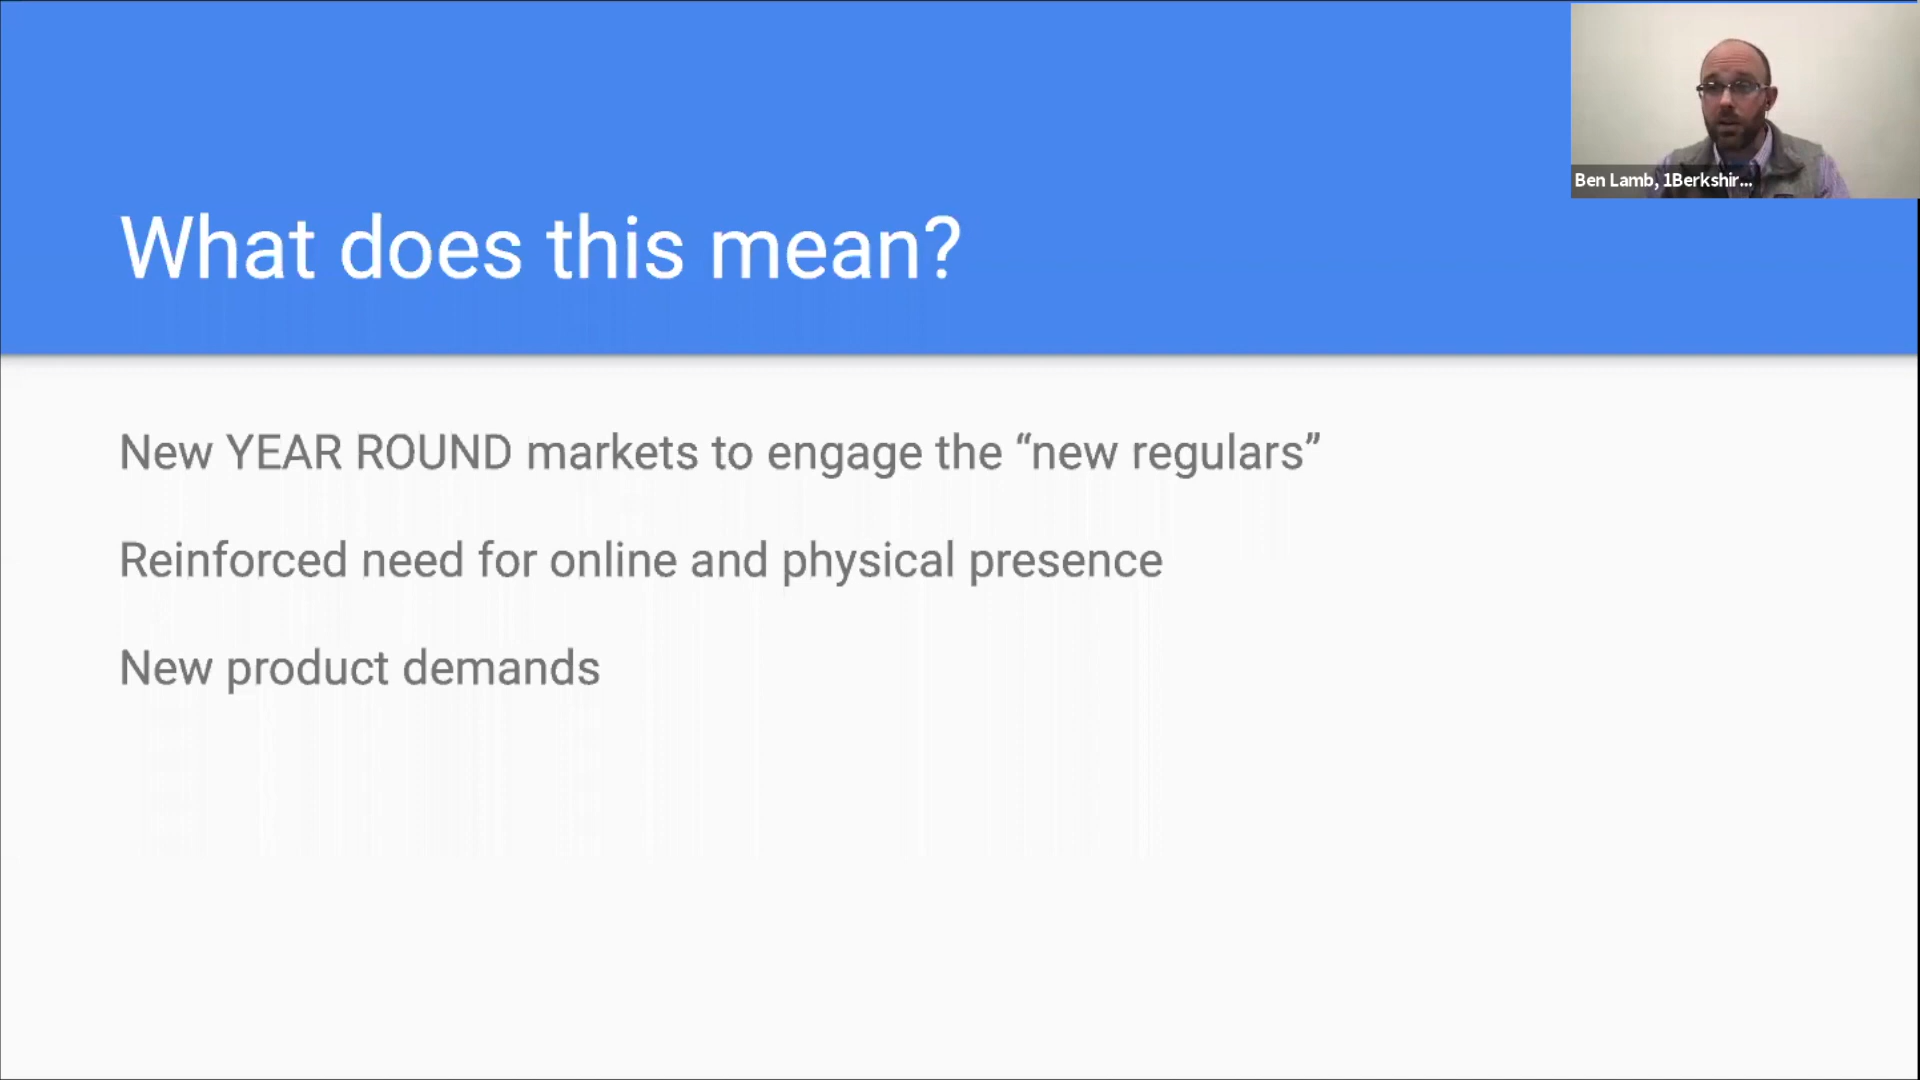 Ben Lamb, 1Berkshir...
What does this mean?
New YEAR ROUND markets to engage the “new regulars”
Reinforced need for online and physical presence
New product demands